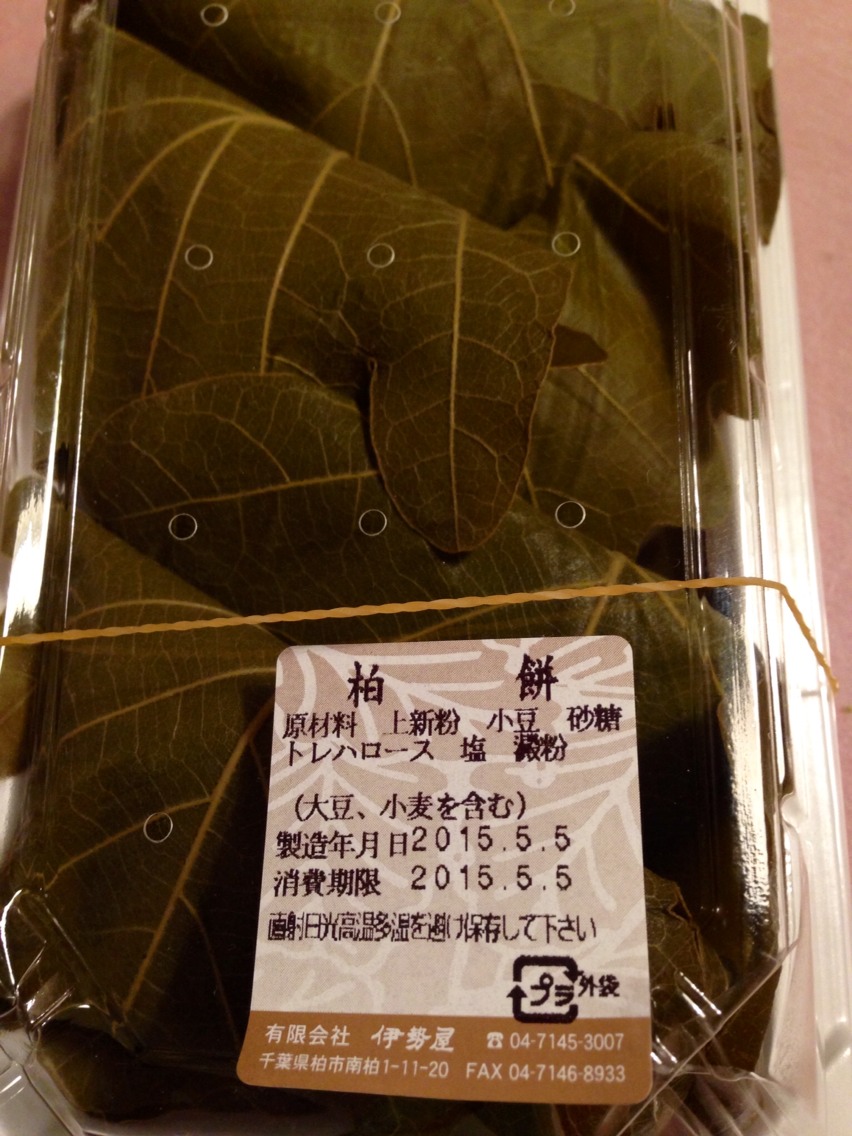 柏 餅
原材料 上新粉 小豆 砂糖
トレハロース 塩 澱粉
(大豆、小麦を含む)
製造年月日2015.5.5
消費期限 2015.5.5
直射日光高温多湿を避け保存して下さい
プラ 外袋
有限会社 伊勢屋 ☎04-7145-3007
千葉県柏市南柏1-11-20 FAX 04-7146-8933